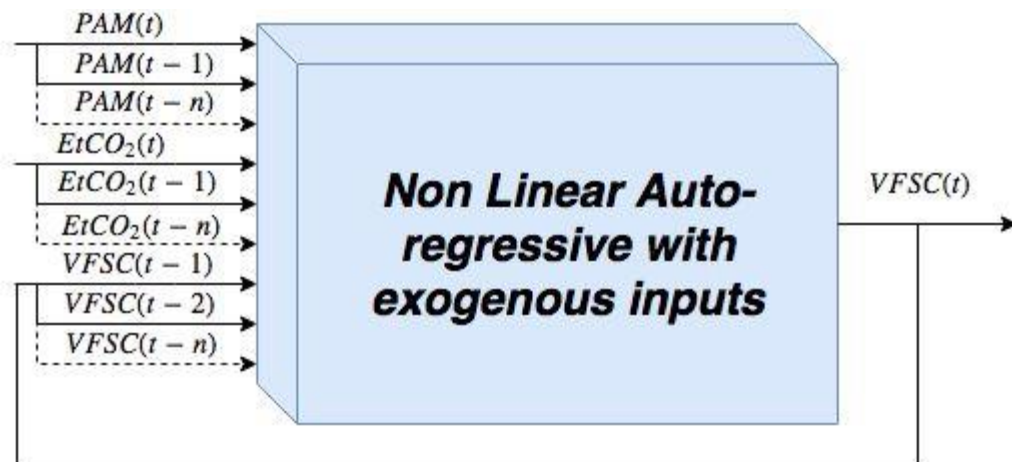 PAM(t)
PAM(t − 1)
PAM(t − n)
EtCO₂(t)
EtCO₂(t − 1)
EtCO₂(t − n)
VFSC(t − 1)
VFSC(t − 2)
VFSC(t − n)
Non Linear Auto-
regressive with
exogenous inputs
VFSC(t)